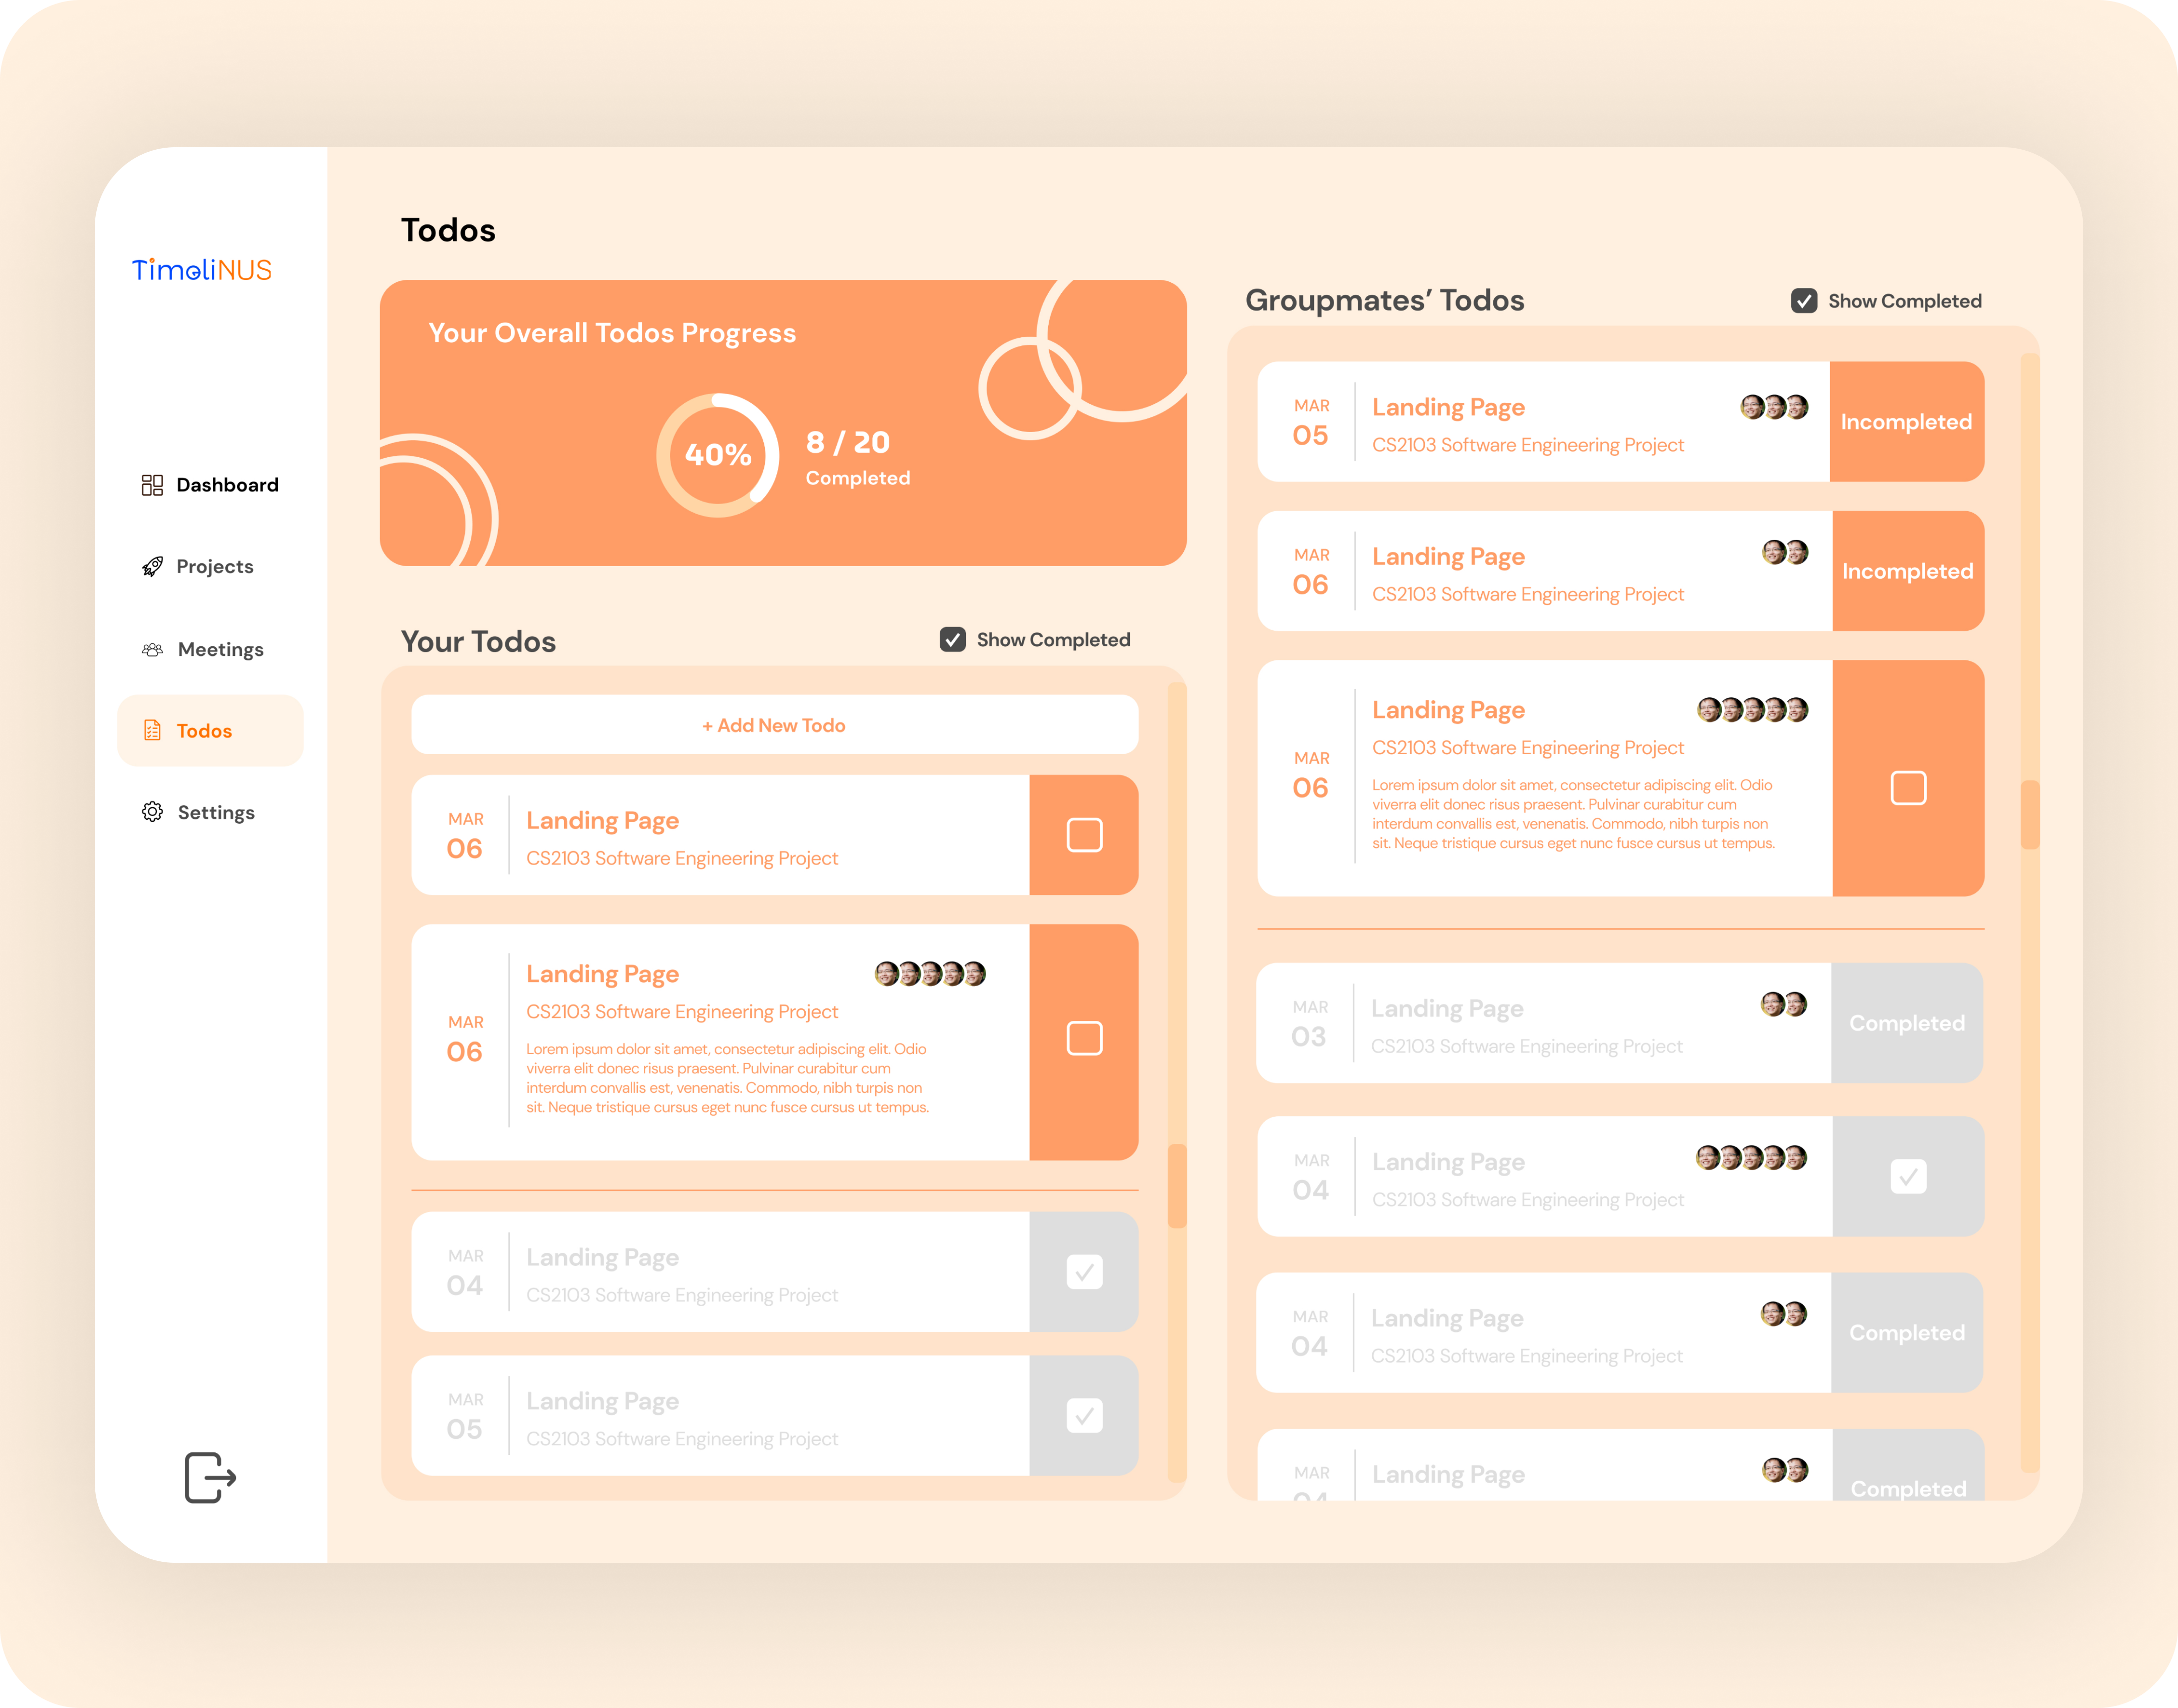 TimeliNUS
Dashboard
Projects
Meetings
Todos
Settings
Todos
Your Overall Todos Progress
40%
8 / 20
Completed
Your Todos
Show Completed
+ Add New Todo
MAR
06
Landing Page
CS2103 Software Engineering Project
MAR
06
Landing Page
CS2103 Software Engineering Project
Lorem ipsum dolor sit amet, consectetur adipiscing elit. Odio
viverra elit donec risus praesent. Pulvinar curabitur cum
interdum convallis est, venenatis. Commodo, nibh turpis non
sit. Neque tristique cursus eget nunc fusce cursus ut tempus.
MAR
04
Landing Page
CS2103 Software Engineering Project
MAR
05
Landing Page
CS2103 Software Engineering Project
Groupmates’ Todos
Show Completed
MAR
05
Landing Page
CS2103 Software Engineering Project
Incompleted
MAR
06
Landing Page
CS2103 Software Engineering Project
Incompleted
MAR
06
Landing Page
CS2103 Software Engineering Project
Lorem ipsum dolor sit amet, consectetur adipiscing elit. Odio
viverra elit donec risus praesent. Pulvinar curabitur cum
interdum convallis est, venenatis. Commodo, nibh turpis non
sit. Neque tristique cursus eget nunc fusce cursus ut tempus.
MAR
03
Landing Page
CS2103 Software Engineering Project
Completed
MAR
04
Landing Page
CS2103 Software Engineering Project
MAR
04
Landing Page
CS2103 Software Engineering Project
Completed
MAR
04
Landing Page
Completed